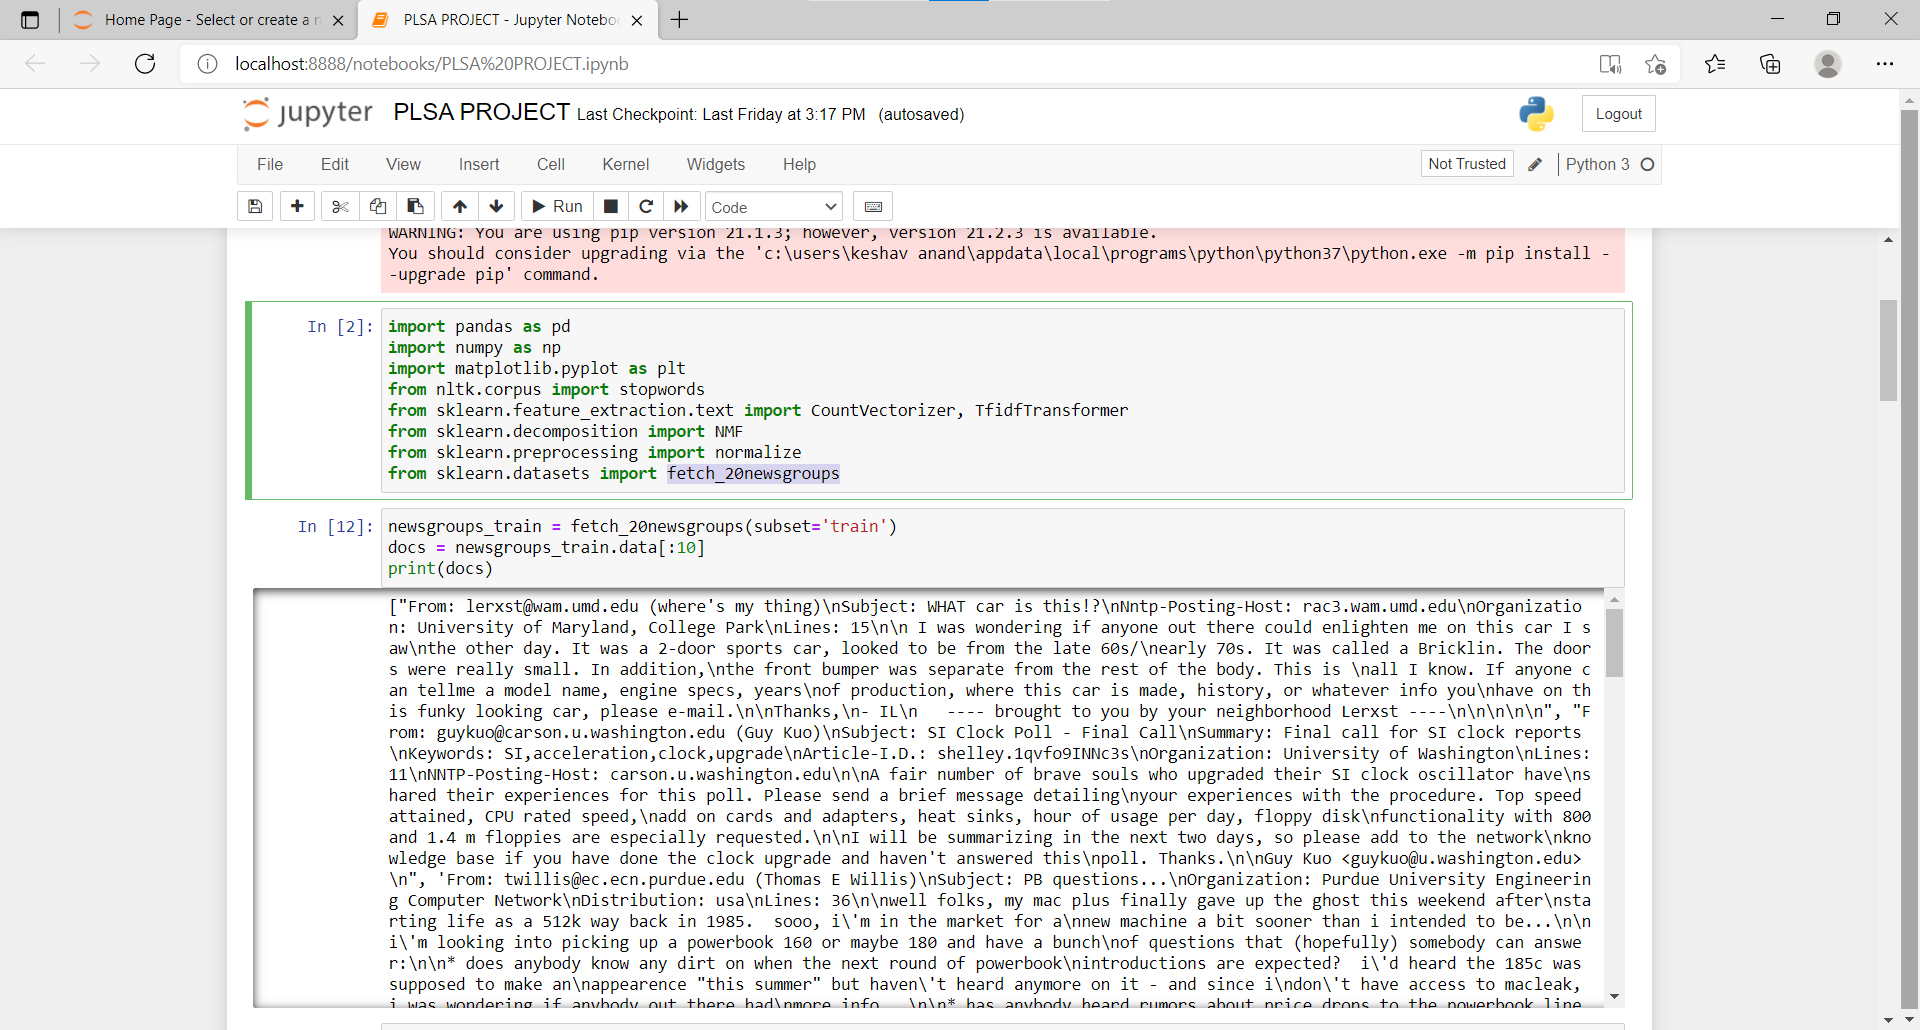 Home Page - Select or create a n
PLSA PROJECT - Jupyter Notebo
localhost:8888/notebooks/PLSA%20PROJECT.ipynb
jupyter PLSA PROJECT Last Checkpoint: Last Friday at 3:17 PM (autosaved)
Logout
File Edit View Insert Cell Kernel Widgets Help
Not Trusted
Python 3
Run
Code
WARNING: You are using pip version 21.1.3; however, version 21.2.3 is available.
You should consider upgrading via the 'c:\users\keshav anand\appdata\local\programs\python\python37\python.exe -m pip install -
-upgrade pip' command.
In [2]:
import pandas as pd
import numpy as np
import matplotlib.pyplot as plt
from nltk.corpus import stopwords
from sklearn.feature_extraction.text import CountVectorizer, TfidfTransformer
from sklearn.decomposition import NMF
from sklearn.preprocessing import normalize
from sklearn.datasets import fetch_20newsgroups
In [12]:
newsgroups_train = fetch_20newsgroups(subset='train')
docs = newsgroups_train.data[:10]
print(docs)
["From: lerxst@wam.umd.edu (where's my thing)\nSubject: WHAT car is this!?\nNntp-Posting-Host: rac3.wam.umd.edu\nOrganizatio
n: University of Maryland, College Park\nLines: 15\n\n I was wondering if anyone out there could enlighten me on this car I s
aw\nthe other day. It was a 2-door sports car, looked to be from the late 60s/\nearly 70s. It was called a Bricklin. The door
s were really small. In addition,\nthe front bumper was separate from the rest of the body. This is \nall I know. If anyone c
an tellme a model name, engine specs, years\nof production, where this car is made, history, or whatever info you\nhave on th
is funky looking car, please e-mail.\n\nThanks,\n- IL\n   ---- brought to you by your neighborhood Lerxst ----\n\n\n\n\n", "F
rom: guykuo@carson.u.washington.edu (Guy Kuo)\nSubject: SI Clock Poll - Final Call\nSummary: Final call for SI clock reports
\nKeywords: SI,acceleration,clock,upgrade\nArticle-I.D.: shelley.1qvfo9INNc3s\nOrganization: University of Washington\nLines:
11\nNNTP-Posting-Host: carson.u.washington.edu\n\nA fair number of brave souls who upgraded their SI clock oscillator have\ns
hared their experiences for this poll. Please send a brief message detailing\nyour experiences with the procedure. Top speed
attained, CPU rated speed,\nadd on cards and adapters, heat sinks, hour of usage per day, floppy disk\nfunctionality with 800
and 1.4 m floppies are especially requested.\n\nI will be summarizing in the next two days, so please add to the network\nkno
wledge base if you have done the clock upgrade and haven't answered this\npoll. Thanks.\n\nGuy Kuo <guykuo@u.washington.edu>
\n", 'From: twillis@ec.ecn.purdue.edu (Thomas E Willis)\nSubject: PB questions...\nOrganization: Purdue University Engineerin
g Computer Network\nDistribution: usa\nLines: 36\n\nwell folks, my mac plus finally gave up the ghost this weekend after\nsta
rting life as a 512k way back in 1985.  sooo, i\'m in the market for a\nnew machine a bit sooner than i intended to be...\n\n
i\'m looking into picking up a powerbook 160 or maybe 180 and have a bunch\nof questions that (hopefully) somebody can answe
r:\n\n* does anybody know any dirt on when the next round of powerbook\nintroductions are expected?  i\'d heard the 185c was
supposed to make an\nappearence "this summer" but haven\'t heard anymore on it - and since i\ndon\'t have access to macleak,
i was wondering if anybody out there had\nmore info...\n\n* has anybody heard rumors about price drops to the powerbook line